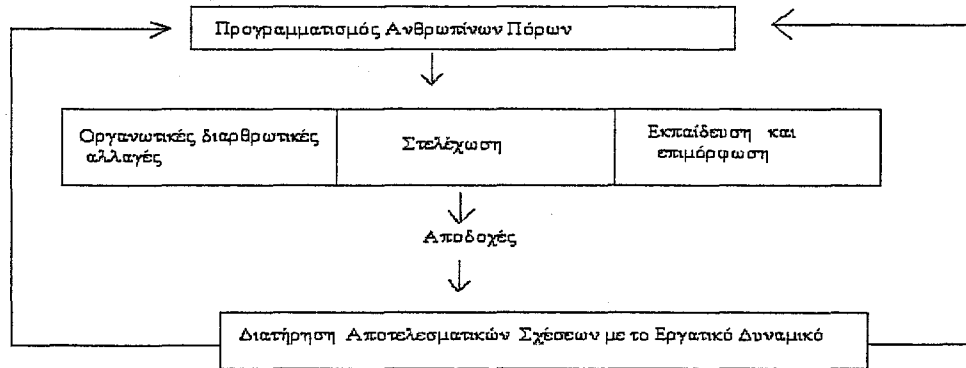 Προγραμματισμός Ανθρωπίνων Πόρων
Οργανωτικές διαρθρωτικές
αλλαγές
Στελέχωση
Εκπαίδευση και
επιμόρφωση
Αποδοχές
Διατήρηση Αποτελεσματικών Σχέσεων με το Εργατικό Δυναμικό